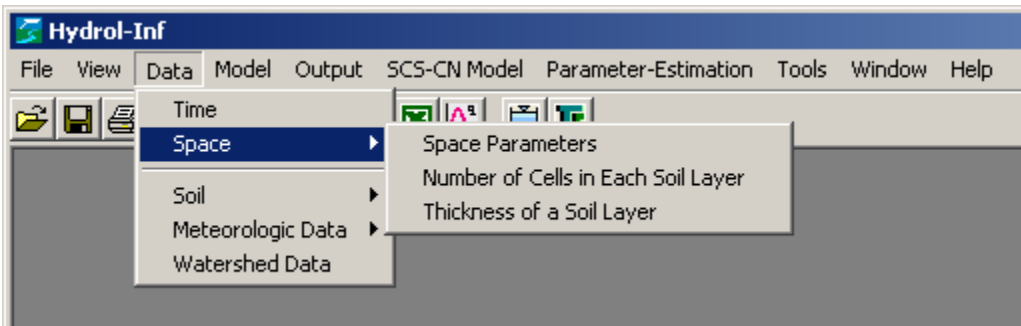 Hydrol-Inf
File View Data Model Output SCS-CN Model Parameter-Estimation Tools Window Help
Time
Space
Space Parameters
Number of Cells in Each Soil Layer
Thickness of a Soil Layer
Soil
Meteorologic Data
Watershed Data